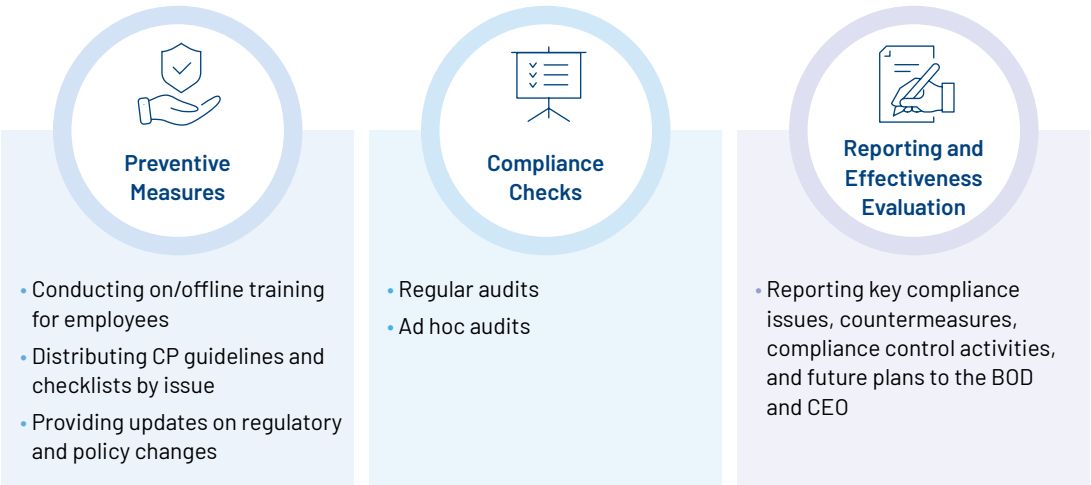 Preventive
Measures
• Conducting on/offline training
for employees
• Distributing CP guidelines and
checklists by issue
• Providing updates on regulatory
and policy changes
Compliance
Checks
• Regular audits
• Ad hoc audits
Reporting and
Effectiveness
Evaluation
• Reporting key compliance
issues, countermeasures,
compliance control activities,
and future plans to the BOD
and CEO